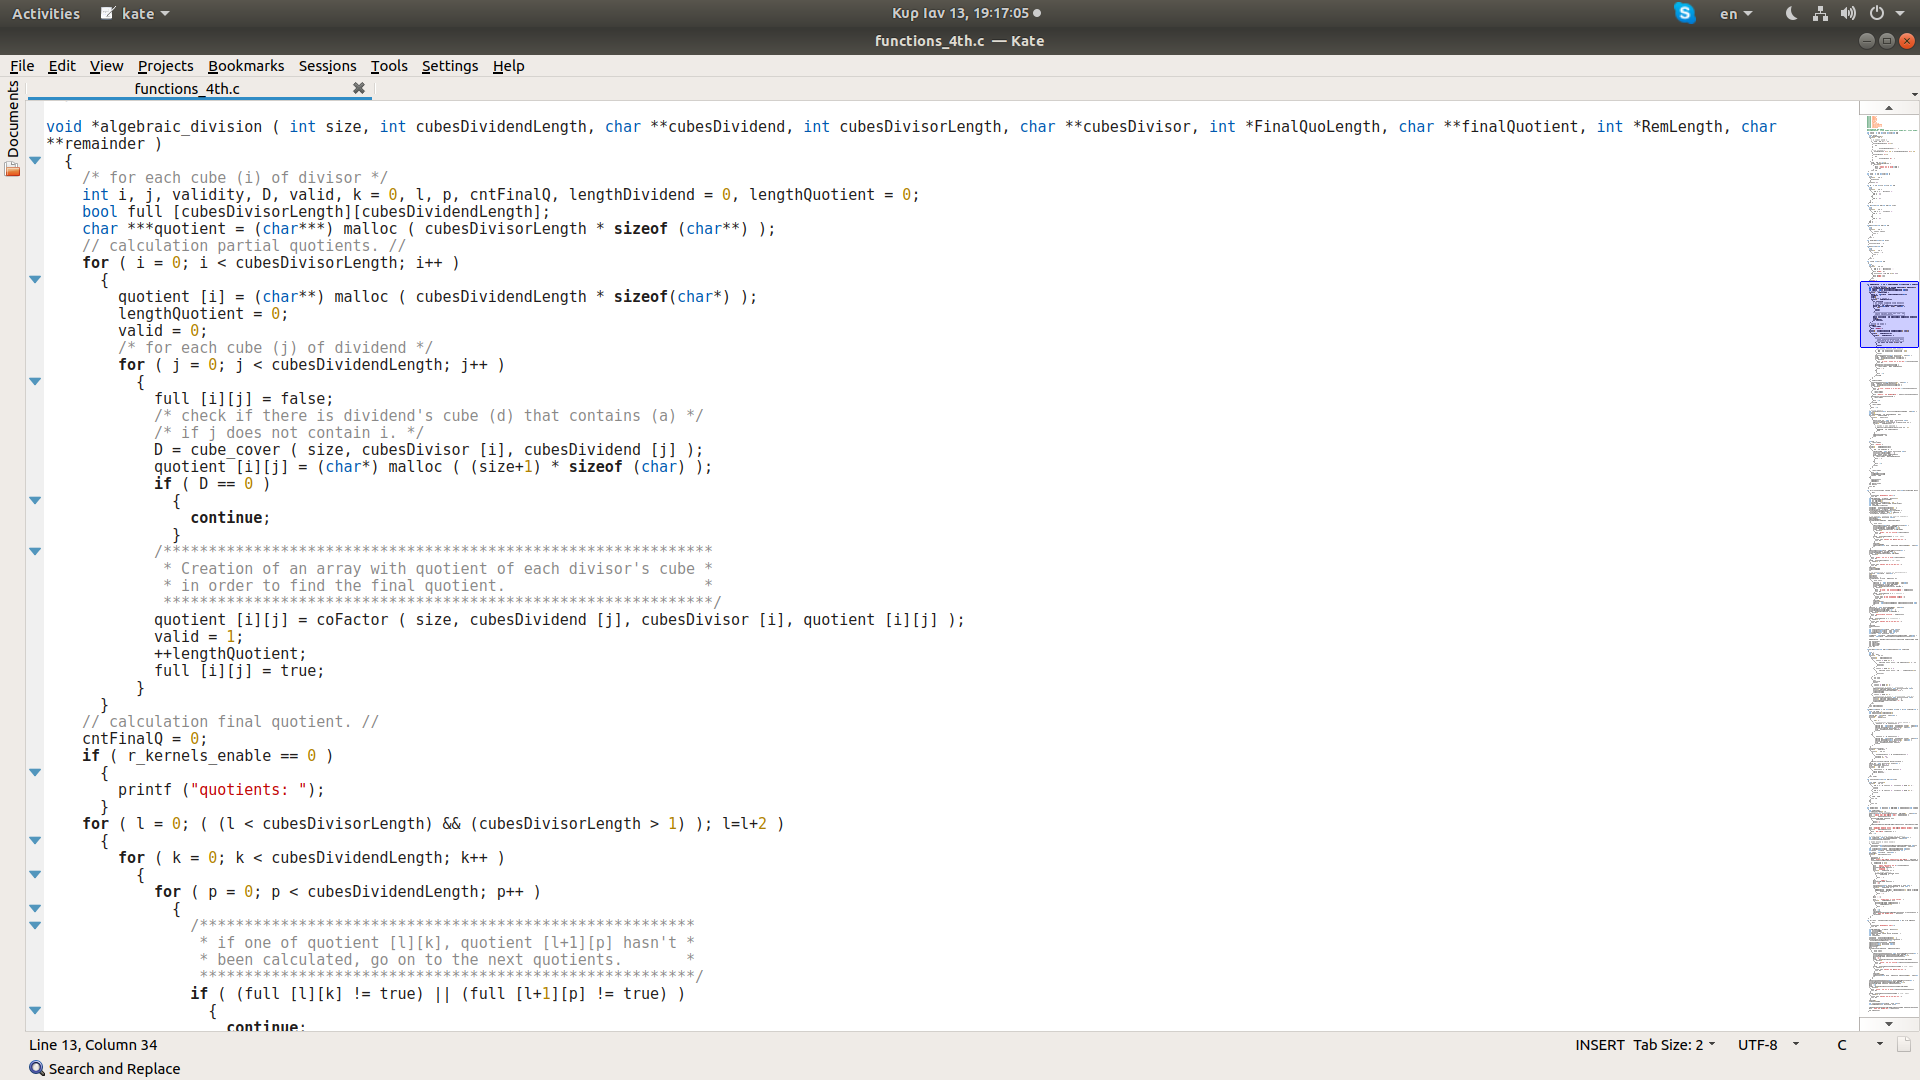 Activities kate Κυρ Ιαν 13, 19:17:05 en
functions_4th.c — Kate
File Edit View Projects Bookmarks Sessions Tools Settings Help
Documents
functions_4th.c
void *algebraic_division ( int size, int cubesDividendLength, char **cubesDividend, int cubesDivisorLength, char **cubesDivisor, int *FinalQuoLength, char **finalQuotient, int *RemLength, char
**remainder )
{
/* for each cube (i) of divisor */
int i, j, validity, D, valid, k = 0, l, p, cntFinalQ, lengthDividend = 0, lengthQuotient = 0;
bool full [cubesDivisorLength][cubesDividendLength];
char ***quotient = (char***) malloc ( cubesDivisorLength * sizeof (char**) );
// calculation partial quotients. //
for ( i = 0; i < cubesDivisorLength; i++ )
{
quotient [i] = (char**) malloc ( cubesDividendLength * sizeof(char*) );
lengthQuotient = 0;
valid = 0;
/* for each cube (j) of dividend */
for ( j = 0; j < cubesDividendLength; j++ )
{
full [i][j] = false;
/* check if there is dividend's cube (d) that contains (a) */
/* if j does not contain i. */
D = cube_cover ( size, cubesDivisor [i], cubesDividend [j] );
quotient [i][j] = (char*) malloc ( (size+1) * sizeof (char) );
if ( D == 0 )
{
continue;
}
/*************************************************************
* Creation of an array with quotient of each divisor's cube *
* in order to find the final quotient. *
*************************************************************/
quotient [i][j] = coFactor ( size, cubesDividend [j], cubesDivisor [i], quotient [i][j] );
valid = 1;
++lengthQuotient;
full [i][j] = true;
}
}
// calculation final quotient. //
cntFinalQ = 0;
if ( r_kernels_enable == 0 )
{
printf ("quotients: ");
}
for ( l = 0; ( (l < cubesDivisorLength) && (cubesDivisorLength > 1) ); l=l+2 )
{
for ( k = 0; k < cubesDividendLength; k++ )
{
for ( p = 0; p < cubesDividendLength; p++ )
{
/*******************************************************
* if one of quotient [l][k], quotient [l+1][p] hasn't *
* been calculated, go on to the next quotients. *
*******************************************************/
if ( (full [l][k] != true) || (full [l+1][p] != true) )
{
continue;
Line 13, Column 34 INSERT Tab Size: 2 UTF-8 C
Search and Replace